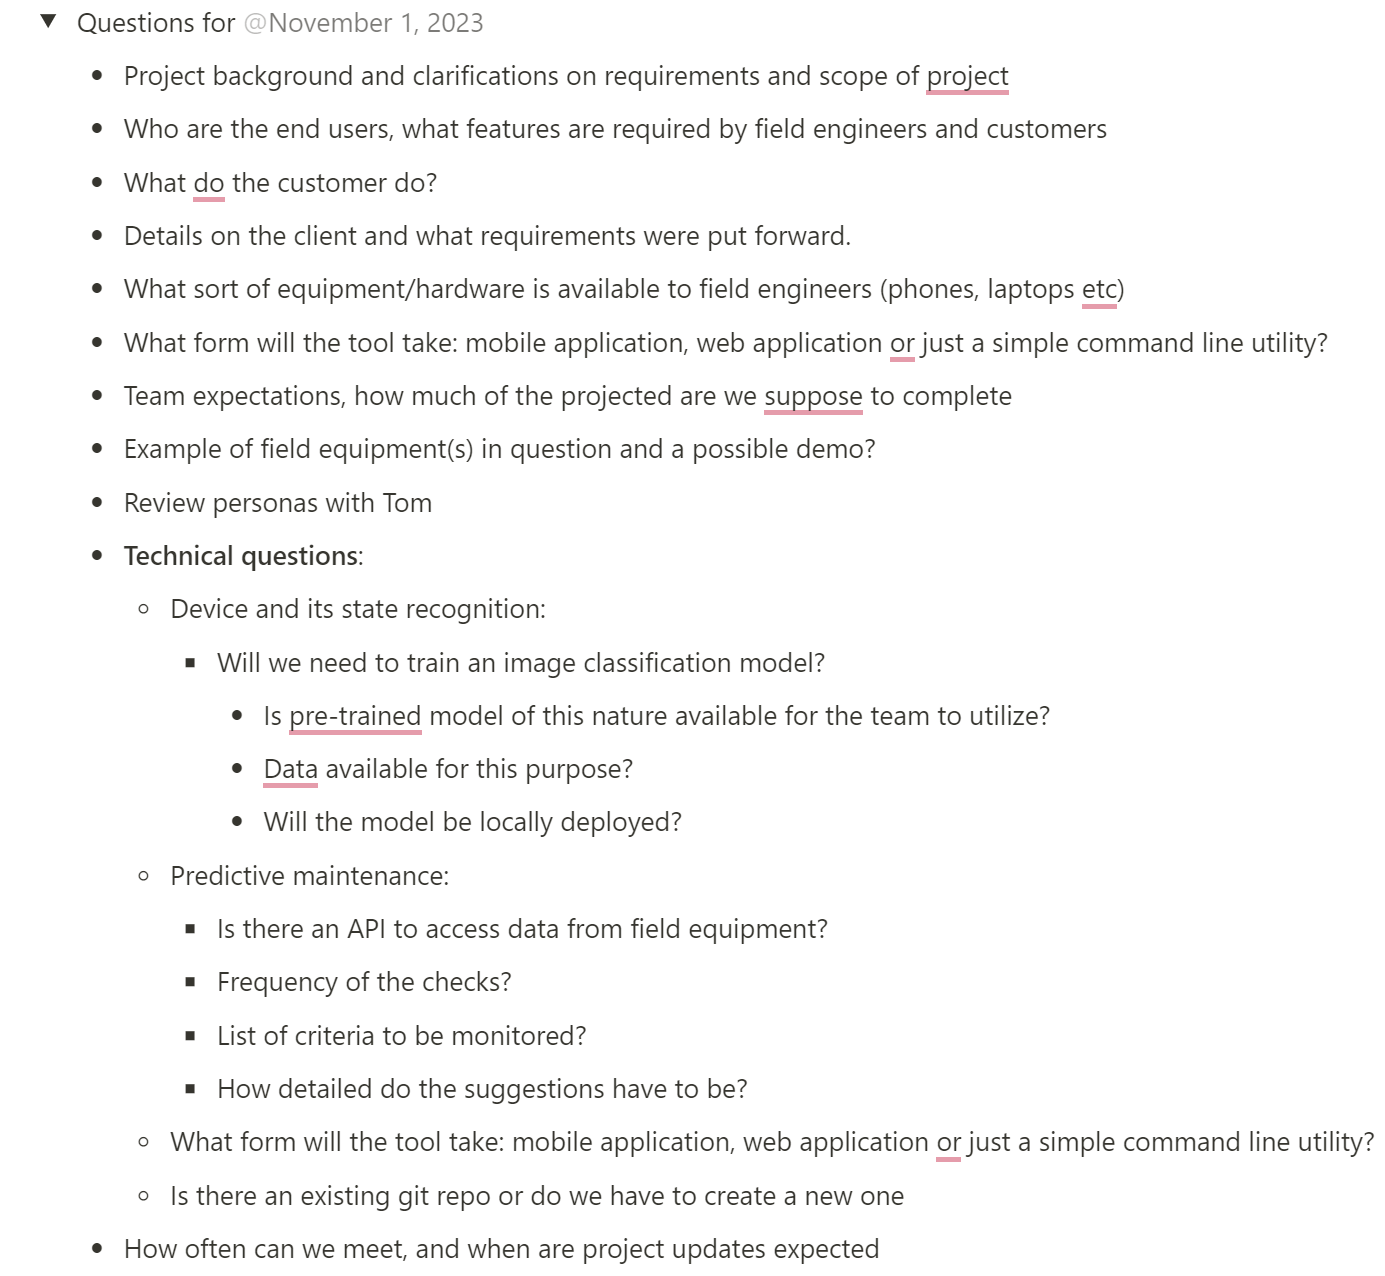 Questions for @November 1, 2023
Project background and clarifications on requirements and scope of project
Who are the end users, what features are required by field engineers and customers
What do the customer do?
Details on the client and what requirements were put forward.
What sort of equipment/hardware is available to field engineers (phones, laptops etc)
What form will the tool take: mobile application, web application or just a simple command line utility?
Team expectations, how much of the projected are we suppose to complete
Example of field equipment(s) in question and a possible demo?
Review personas with Tom
Technical questions:
Device and its state recognition:
Will we need to train an image classification model?
Is pre-trained model of this nature available for the team to utilize?
Data available for this purpose?
Will the model be locally deployed?
Predictive maintenance:
Is there an API to access data from field equipment?
Frequency of the checks?
List of criteria to be monitored?
How detailed do the suggestions have to be?
What form will the tool take: mobile application, web application or just a simple command line utility?
Is there an existing git repo or do we have to create a new one
How often can we meet, and when are project updates expected